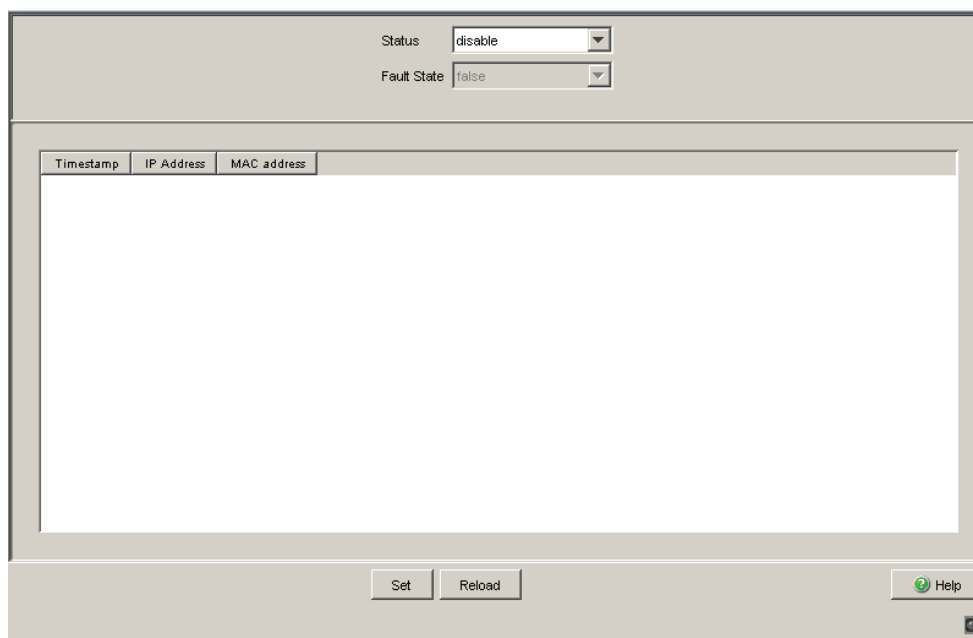 Status disable
Fault State false
Timestamp IP Address MAC address
Set Reload Help